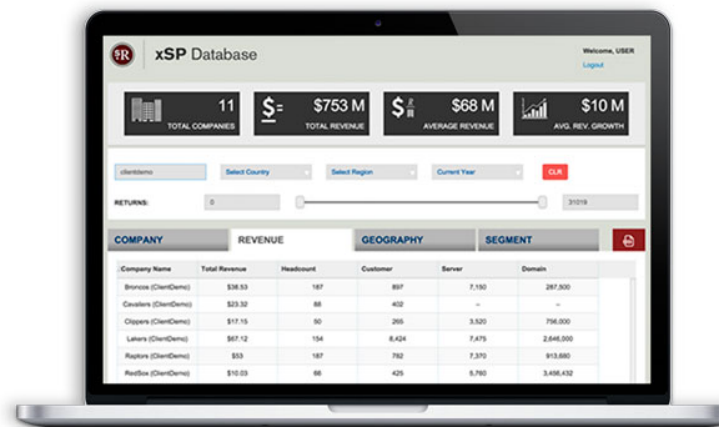 SR
xSP Database
Welcome, USER
Logout
11
TOTAL COMPANIES
$753 M
TOTAL REVENUE
$68 M
AVERAGE REVENUE
$10 M
AVG. REV. GROWTH
clientdemo Select Country Select Region Current Year CLR
RETURNS: 0 31019
COMPANY REVENUE GEOGRAPHY SEGMENT
Company Name Total Revenue Headcount Customer Server Domain
Broncos (ClientDemo) $38.53 187 897 7,150 267,500
Cavaliers (ClientDemo) $23.32 88 402 – –
Clippers (ClientDemo) $17.15 50 265 3,520 756,000
Lakers (ClientDemo) $67.12 154 8,424 7,475 2,646,000
Raptors (ClientDemo) $53 187 782 7,370 913,680
RedSox (ClientDemo) $10.03 68 425 5,760 3,456,432